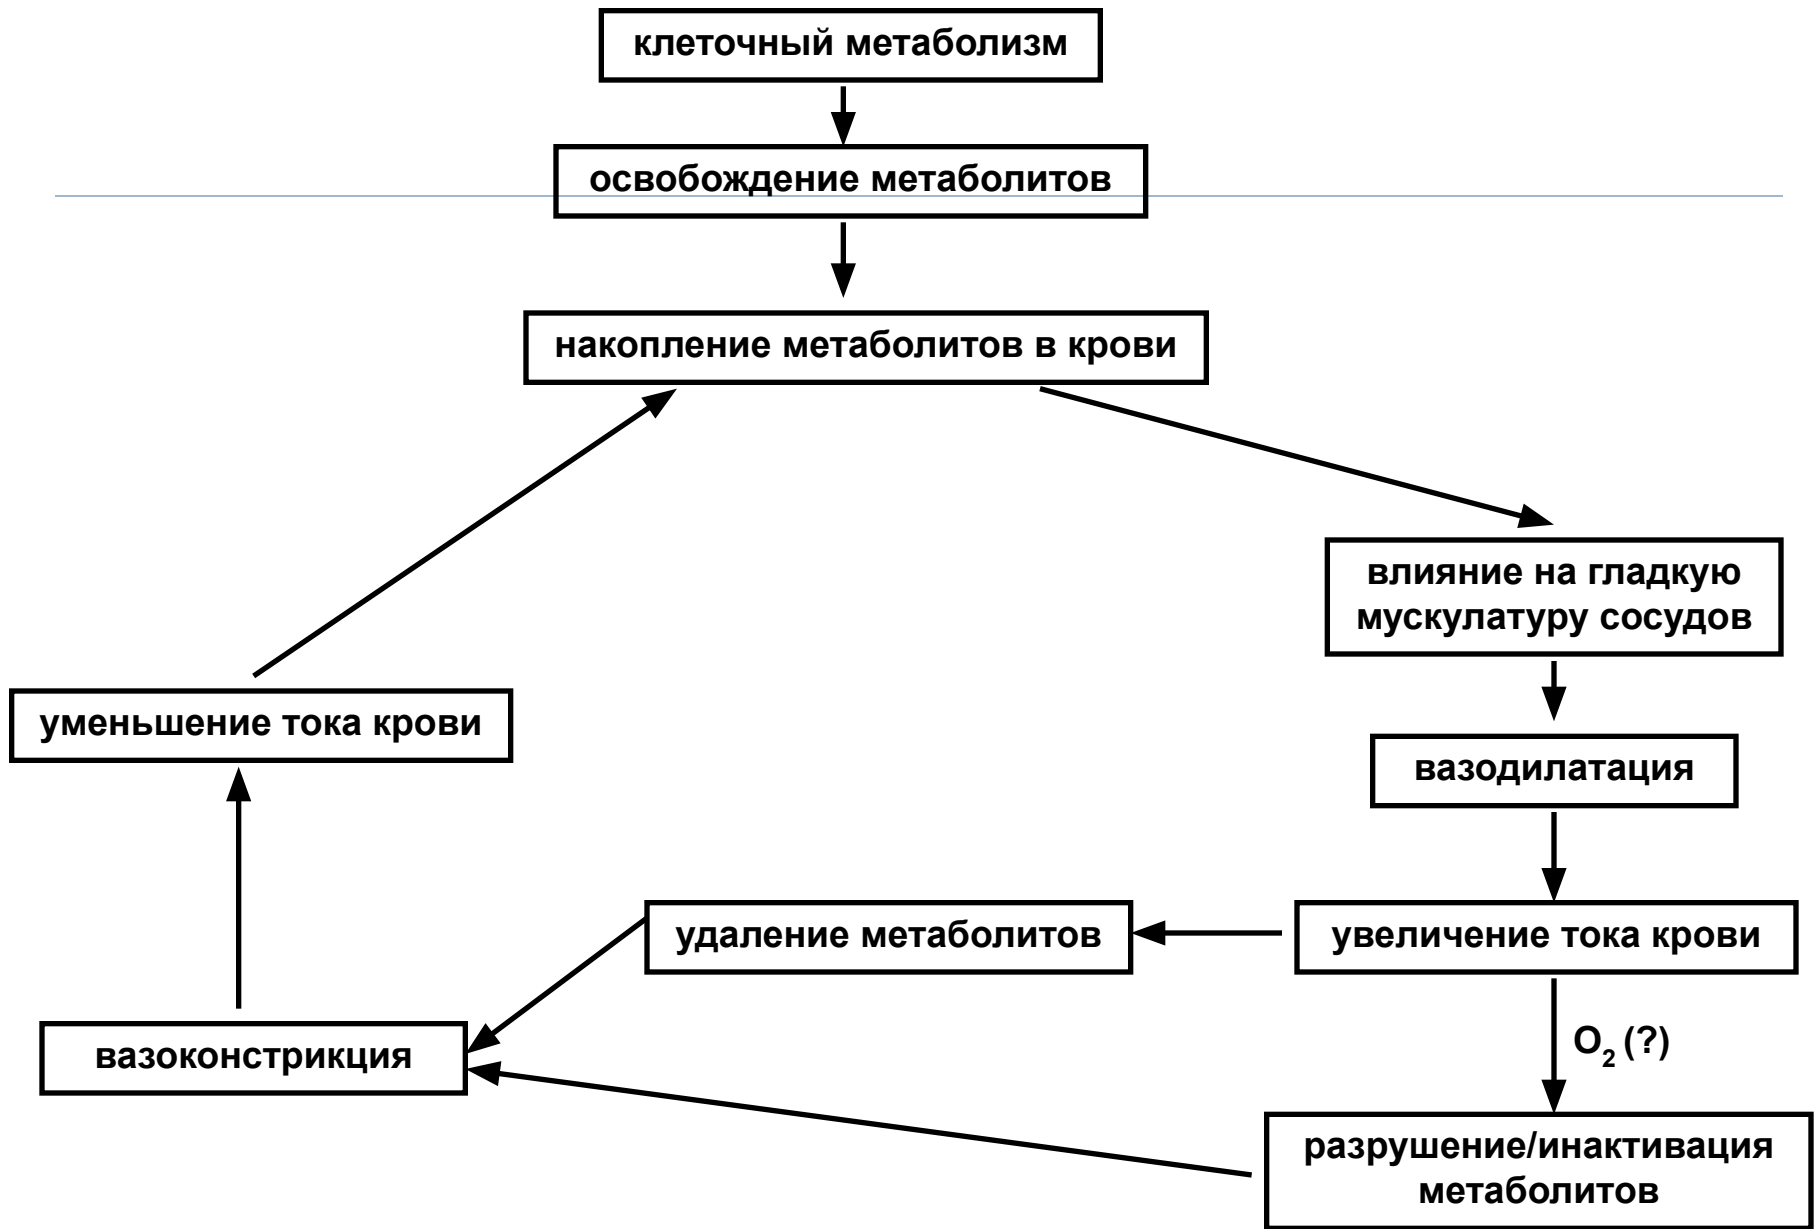 клеточный метаболизм
освобождение метаболитов
накопление метаболитов в крови
влияние на гладкую
мускулатуру сосудов
уменьшение тока крови
вазодилатация
удаление метаболитов
увеличение тока крови
вазоконстрикция
O₂ (?)
разрушение/инактивация
метаболитов